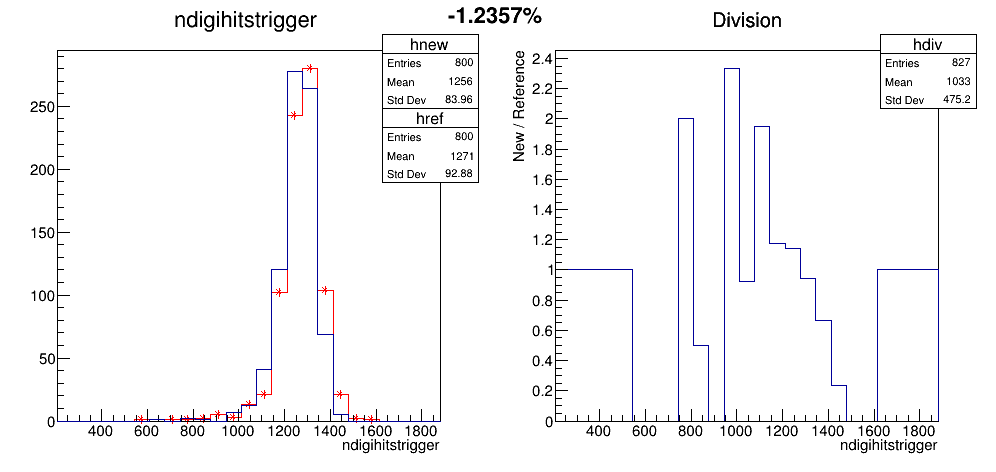 ndigihitstrigger
-1.2357%
Division
hnew
Entries 800
Mean 1256
Std Dev 83.96
href
Entries 800
Mean 1271
Std Dev 92.88
250
200
150
100
50
0
400 600 800 1000 1200 1400 1600 1800
ndigihitstrigger
hdiv
Entries 827
Mean 1033
Std Dev 475.2
New / Reference
2.4
2.2
2
1.8
1.6
1.4
1.2
1
0.8
0.6
0.4
0.2
0
400 600 800 1000 1200 1400 1600 1800
ndigihitstrigger